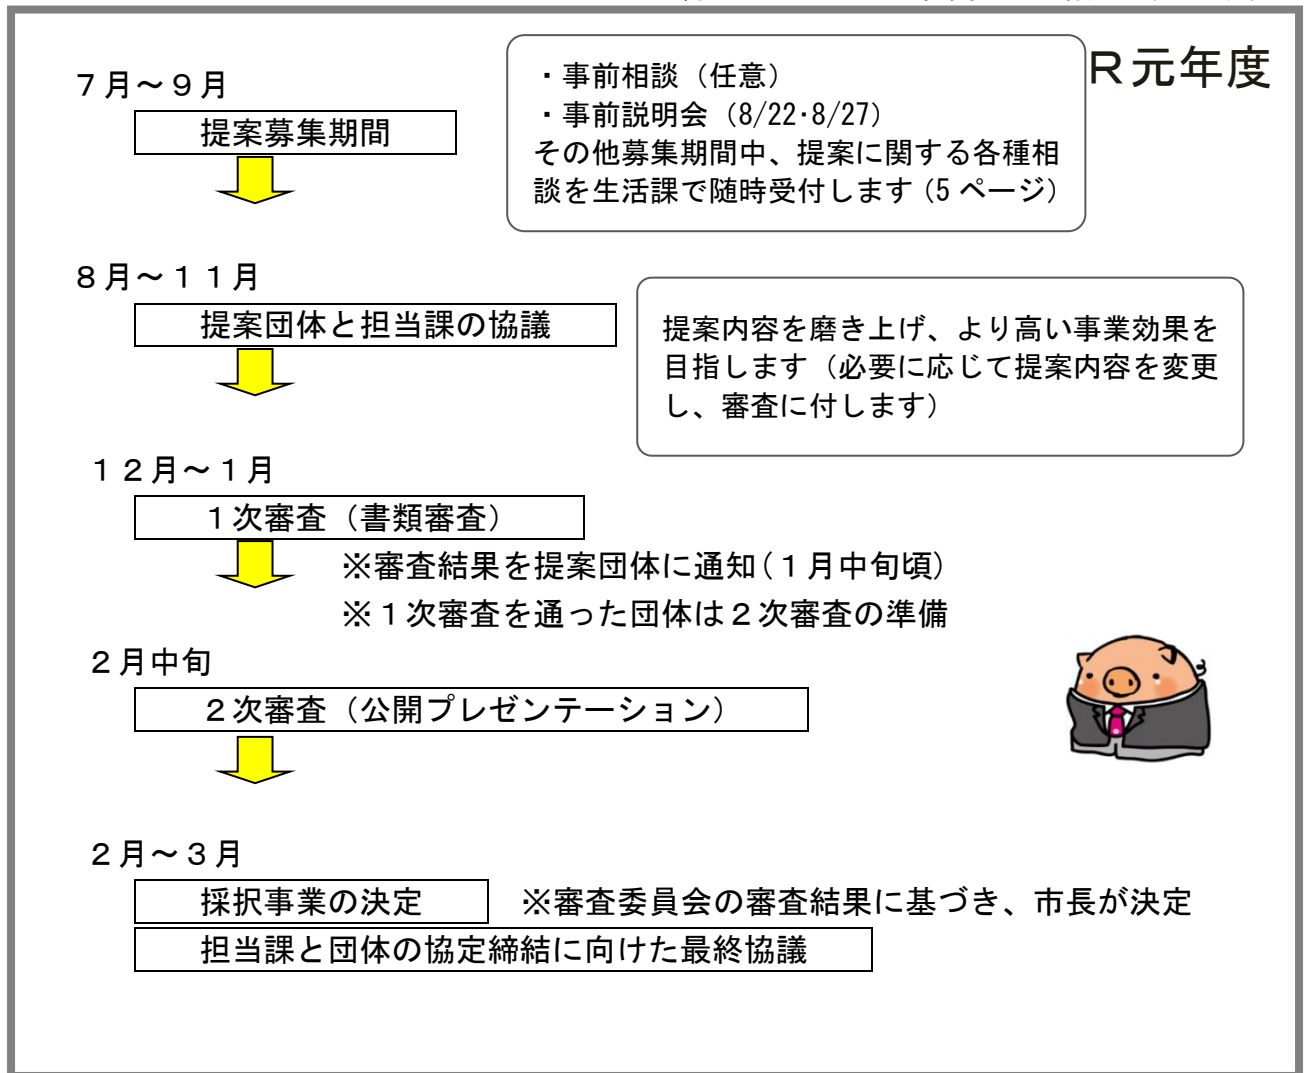 R元年度
7月～9月
提案募集期間
・事前相談（任意）
・事前説明会（8/22・8/27）
その他募集期間中、提案に関する各種相
談を生活課で随時受付します（5ページ）
8月～11月
提案団体と担当課の協議
提案内容を磨き上げ、より高い事業効果を
目指します（必要に応じて提案内容を変更
し、審査に付します）
12月～1月
1次審査（書類審査）
※審査結果を提案団体に通知（1月中旬頃）
※1次審査を通った団体は2次審査の準備
2月中旬
2次審査（公開プレゼンテーション）
2月～3月
採択事業の決定 ※審査委員会の審査結果に基づき、市長が決定
担当課と団体の協定締結に向けた最終協議